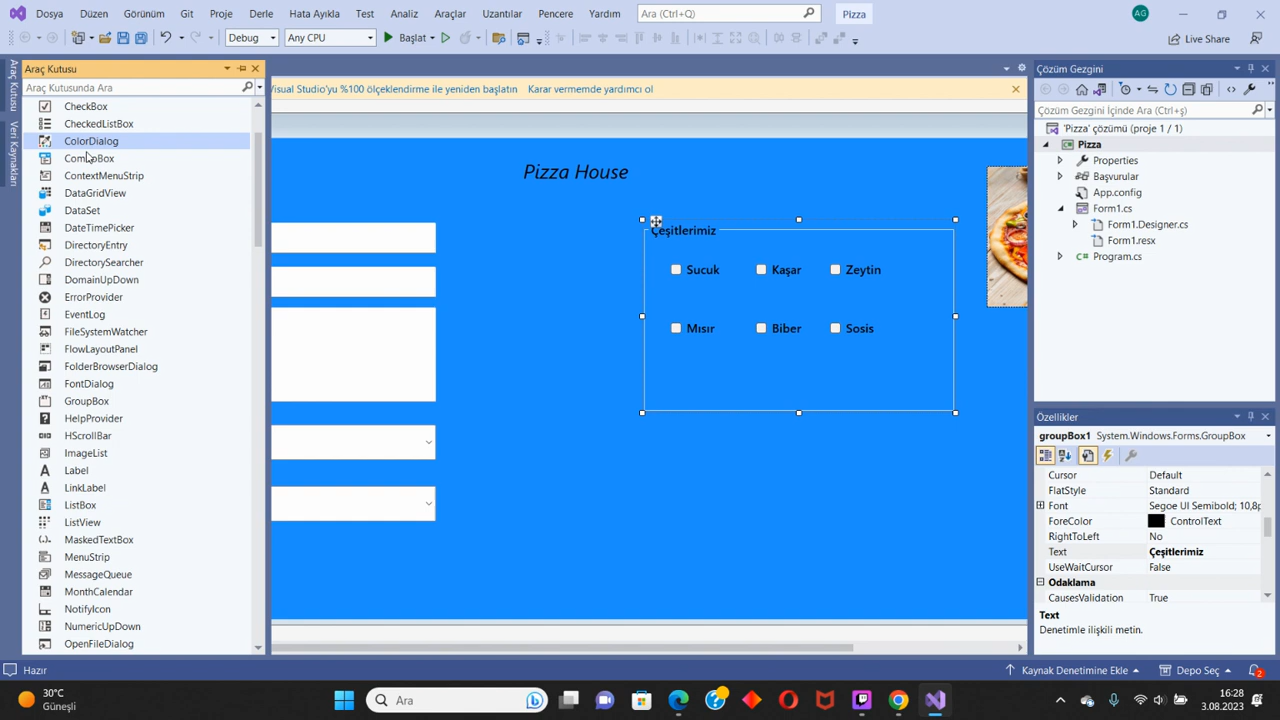 Dosya Düzen Görünüm Git Proje Derle Hata Ayıkla Test Analiz Araçlar Uzantılar Pencere Yardım Ara (Ctrl+Q) Pizza AG
Debug Any CPU Başlat Live Share
Araç Kutusu
Veri Kaynakları
Araç Kutusu
Araç Kutusunda Ara
CheckBox
CheckedListBox
ColorDialog
ComboBox
ContextMenuStrip
DataGridView
DataSet
DateTimePicker
DirectoryEntry
DirectorySearcher
DomainUpDown
ErrorProvider
EventLog
FileSystemWatcher
FlowLayoutPanel
FolderBrowserDialog
FontDialog
GroupBox
HelpProvider
HScrollBar
ImageList
Label
LinkLabel
ListBox
ListView
MaskedTextBox
MenuStrip
MessageQueue
MonthCalendar
NotifyIcon
NumericUpDown
OpenFileDialog
Visual Studio'yu %100 ölçeklendirme ile yeniden başlatın Karar vermemde yardımcı ol
Pizza House
Çeşitlerimiz
Sucuk Kaşar Zeytin
Mısır Biber Sosis
Çözüm Gezgini
Çözüm Gezgini içinde Ara (Ctrl+ş)
'Pizza' çözümü (proje 1 / 1)
Pizza
Properties
Başvurular
App.config
Form1.cs
Form1.Designer.cs
Form1.resx
Program.cs
Özellikler
groupBox1 System.Windows.Forms.GroupBox
Cursor Default
FlatStyle Standard
Font Segoe UI Semibold; 10,8p
ForeColor ControlText
RightToLeft No
Text Çeşitlerimiz
UseWaitCursor False
Odaklama
CausesValidation True
Text
Denetimle ilişkili metin.
Hazır Kaynak Denetimine Ekle Depo Seç 2
30°C
Güneşli
Ara
16:28
3.08.2023